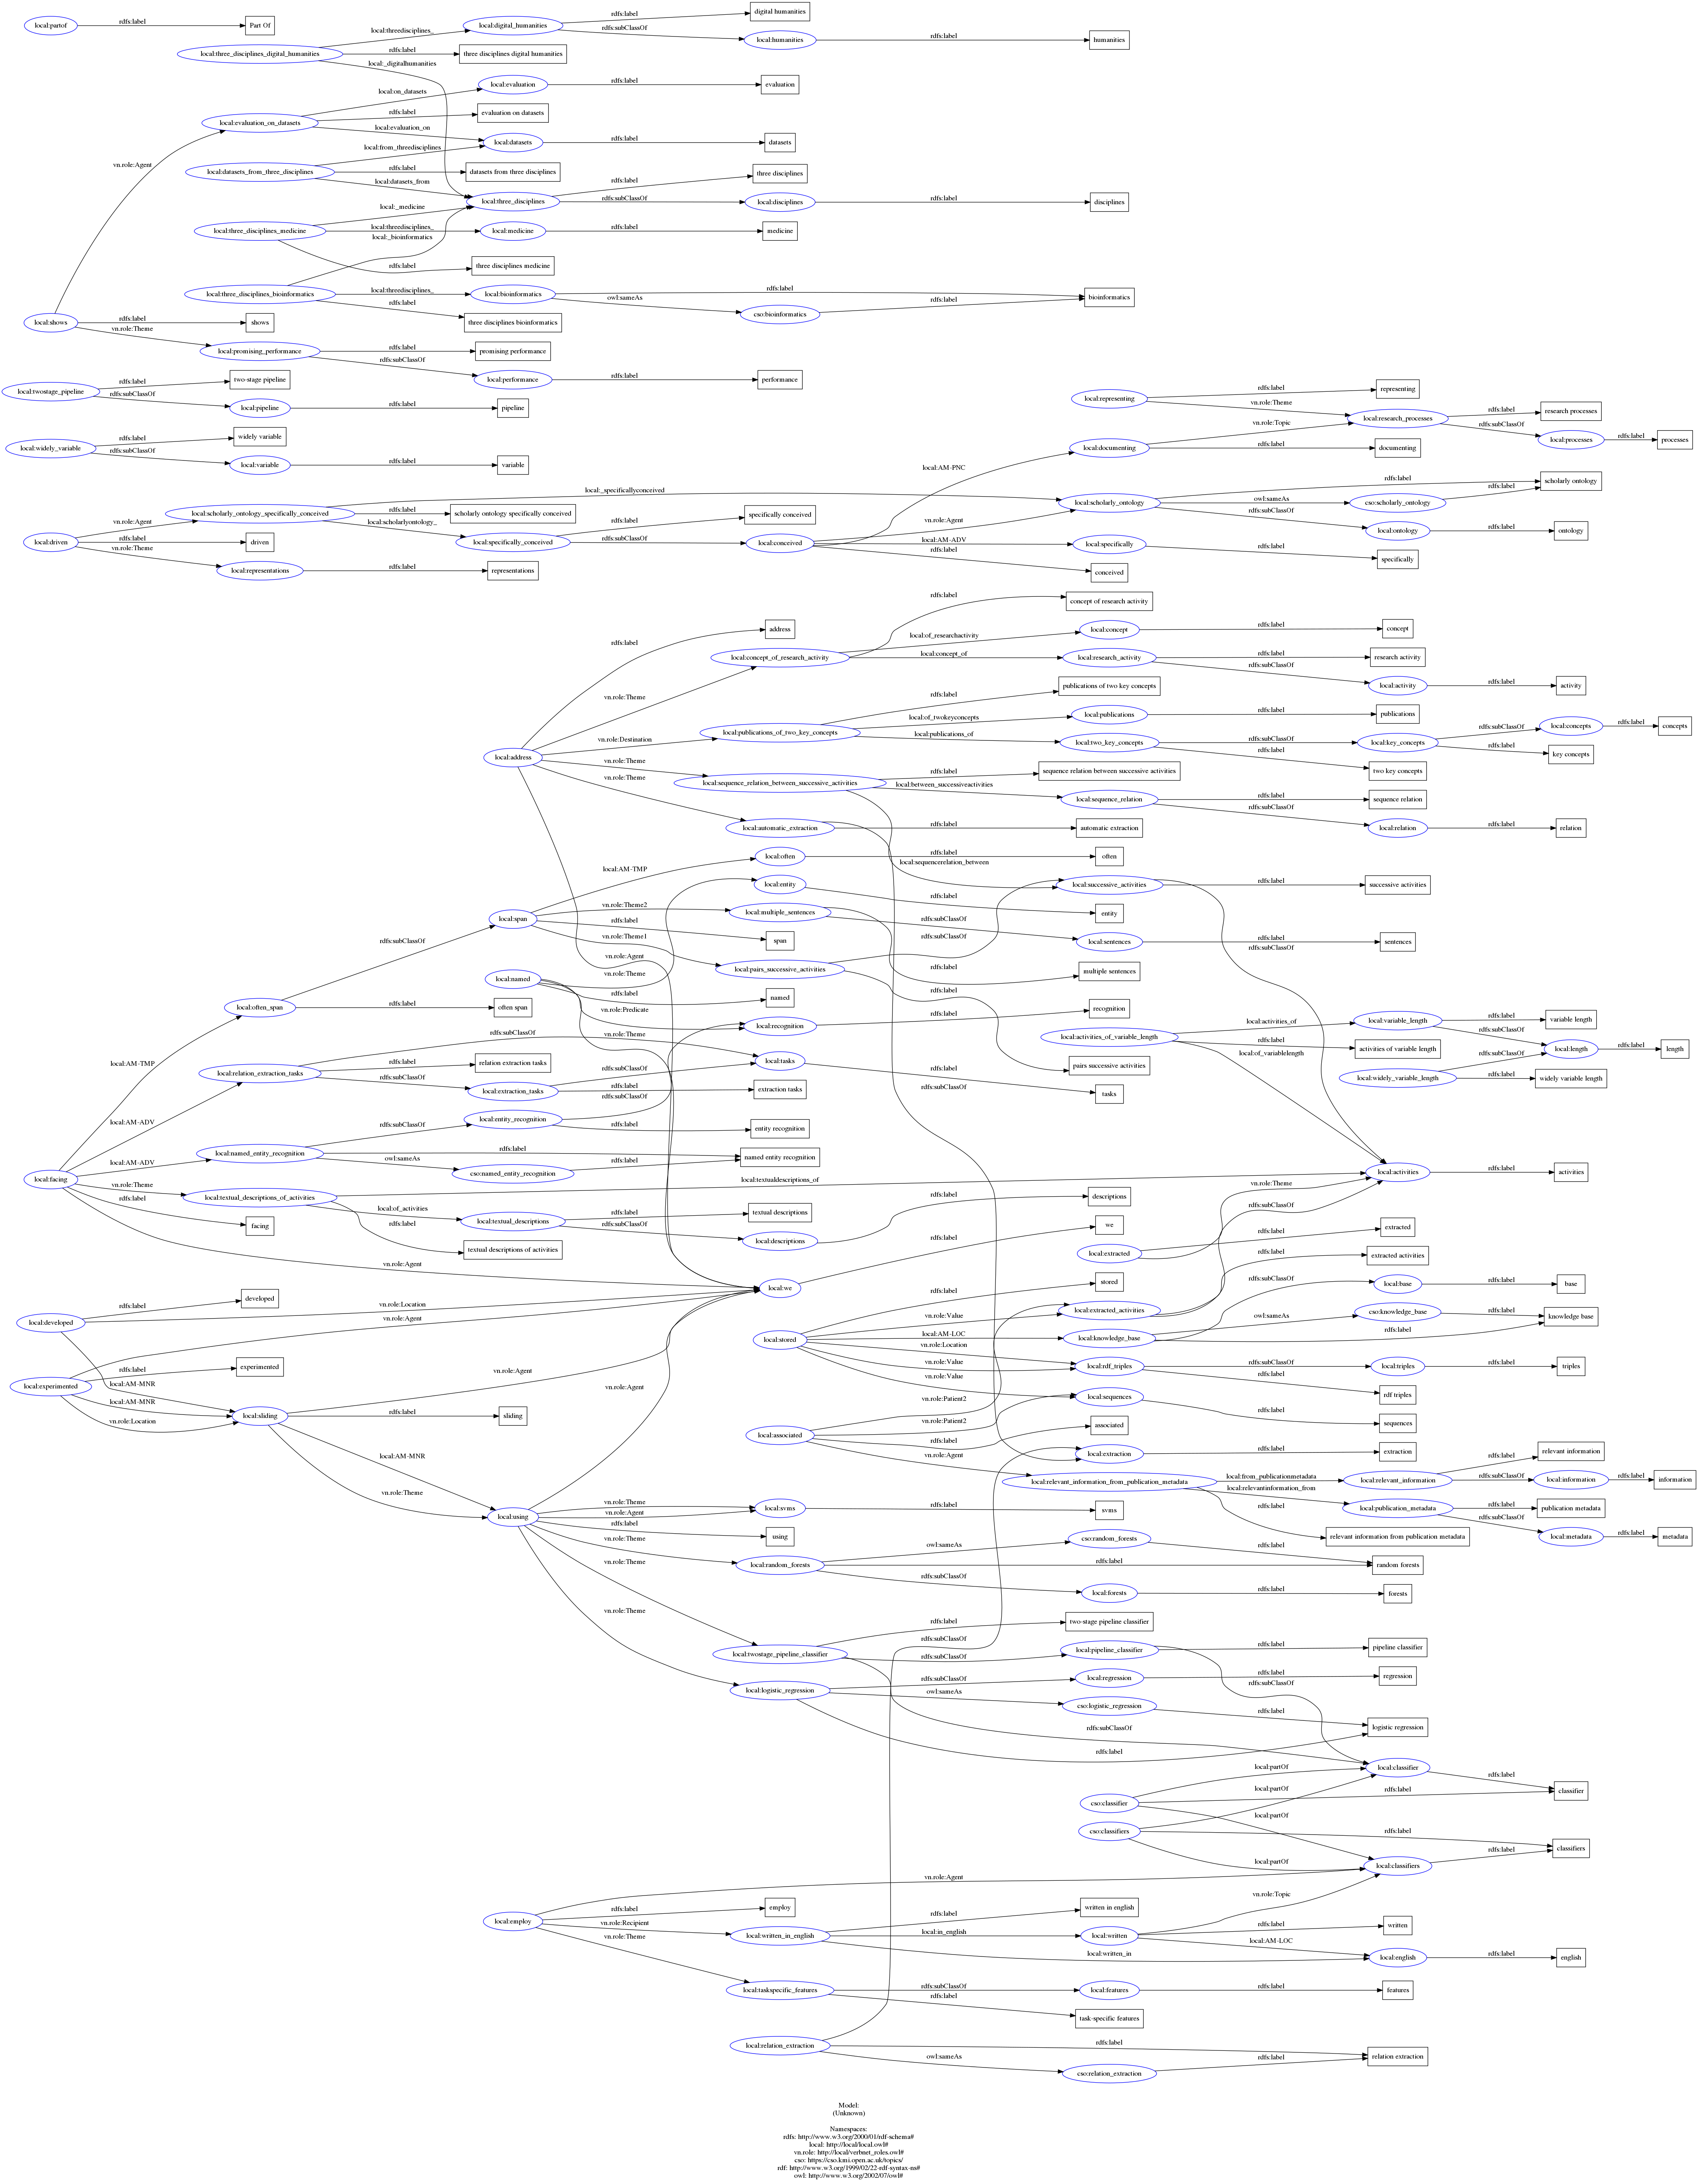 local:partof
rdfs:label
Part Of
local:three_disciplines_digital_humanities
local:threedisciplines_
rdfs:label
local:_digitalhumanities
local:digital_humanities
three disciplines digital humanities
rdfs:label
rdfs:subClassOf
digital humanities
local:humanities
rdfs:label
humanities
local:evaluation_on_datasets
local:on_datasets
rdfs:label
local:evaluation_on
local:evaluation
rdfs:label
evaluation
evaluation on datasets
local:datasets
rdfs:label
datasets
vn.role:Agent
local:datasets_from_three_disciplines
local:from_threedisciplines
rdfs:label
local:datasets_from
datasets from three disciplines
local:three_disciplines
rdfs:label
three disciplines
rdfs:subClassOf
local:disciplines
rdfs:label
disciplines
local:three_disciplines_medicine
local:_medicine
local:threedisciplines_
local:_bioinformatics
rdfs:label
local:medicine
rdfs:label
medicine
three disciplines medicine
local:three_disciplines_bioinformatics
local:threedisciplines_
rdfs:label
local:bioinformatics
rdfs:label
owl:sameAs
cso:bioinformatics
rdfs:label
bioinformatics
three disciplines bioinformatics
local:shows
rdfs:label
vn.role:Theme
shows
local:promising_performance
rdfs:label
rdfs:subClassOf
promising performance
local:performance
rdfs:label
performance
local:twostage_pipeline
rdfs:label
rdfs:subClassOf
two-stage pipeline
local:pipeline
rdfs:label
pipeline
local:representing
rdfs:label
vn.role:Theme
representing
local:research_processes
rdfs:label
rdfs:subClassOf
research processes
local:processes
rdfs:label
processes
local:widely_variable
rdfs:label
rdfs:subClassOf
widely variable
local:variable
rdfs:label
variable
local:documenting
vn.role:Topic
rdfs:label
documenting
local:AM-PNC
local:driven
vn.role:Agent
rdfs:label
vn.role:Theme
local:scholarly_ontology_specifically_conceived
local:_specificallyconceived
rdfs:label
local:scholarlyontology_
scholarly ontology specifically conceived
driven
local:representations
rdfs:label
representations
local:specifically_conceived
rdfs:label
rdfs:subClassOf
specifically conceived
local:conceived
vn.role:Agent
local:AM-ADV
rdfs:label
local:scholarly_ontology
rdfs:label
owl:sameAs
rdfs:subClassOf
cso:scholarly_ontology
rdfs:label
scholarly ontology
local:ontology
rdfs:label
ontology
local:specifically
rdfs:label
specifically
conceived
local:address
rdfs:label
address
vn.role:Theme
vn.role:Destination
vn.role:Theme
vn.role:Theme
vn.role:Agent
local:concept_of_research_activity
rdfs:label
local:of_researchactivity
local:concept_of
concept of research activity
local:concept
rdfs:label
concept
local:research_activity
rdfs:label
rdfs:subClassOf
research activity
local:activity
rdfs:label
activity
local:publications_of_two_key_concepts
rdfs:label
local:of_twokeyconcepts
local:publications_of
publications of two key concepts
local:publications
rdfs:label
publications
local:two_key_concepts
rdfs:subClassOf
rdfs:label
local:key_concepts
two key concepts
rdfs:subClassOf
rdfs:label
local:concepts
rdfs:label
concepts
key concepts
local:sequence_relation_between_successive_activities
rdfs:label
local:between_successiveactivities
local:sequencerelation_between
sequence relation between successive activities
local:sequence_relation
rdfs:label
rdfs:subClassOf
sequence relation
local:relation
rdfs:label
relation
local:automatic_extraction
rdfs:label
automatic extraction
rdfs:subClassOf
local:span
local:AM-TMP
vn.role:Theme2
rdfs:label
vn.role:Theme1
local:often
rdfs:label
often
local:entity
rdfs:label
entity
local:multiple_sentences
rdfs:subClassOf
rdfs:label
local:sentences
rdfs:label
sentences
multiple sentences
span
local:pairs_successive_activities
rdfs:subClassOf
rdfs:label
pairs successive activities
local:successive_activities
rdfs:label
rdfs:subClassOf
successive activities
local:named
vn.role:Theme
rdfs:label
vn.role:Predicate
vn.role:Theme
named
local:recognition
rdfs:label
recognition
local:often_span
rdfs:subClassOf
rdfs:label
often span
local:activities_of_variable_length
local:activities_of
rdfs:label
local:of_variablelength
local:variable_length
rdfs:label
rdfs:subClassOf
variable length
activities of variable length
local:length
rdfs:label
length
local:widely_variable_length
rdfs:subClassOf
rdfs:label
widely variable length
local:relation_extraction_tasks
rdfs:subClassOf
rdfs:label
rdfs:subClassOf
relation extraction tasks
local:extraction_tasks
rdfs:subClassOf
rdfs:label
extraction tasks
local:tasks
rdfs:label
tasks
local:entity_recognition
rdfs:subClassOf
rdfs:label
entity recognition
local:named_entity_recognition
rdfs:subClassOf
rdfs:label
owl:sameAs
cso:named_entity_recognition
rdfs:label
named entity recognition
local:facing
local:AM-TMP
local:AM-ADV
local:AM-ADV
vn.role:Theme
rdfs:label
vn.role:Agent
facing
local:textual_descriptions_of_activities
local:textualdescriptions_of
local:of_activities
rdfs:label
local:textual_descriptions
rdfs:label
rdfs:subClassOf
textual descriptions
textual descriptions of activities
local:descriptions
rdfs:label
descriptions
local:activities
rdfs:label
activities
local:we
rdfs:label
we
local:extracted
rdfs:label
vn.role:Theme
extracted
local:developed
rdfs:label
vn.role:Location
local:AM-MNR
developed
local:experimented
vn.role:Agent
rdfs:label
local:AM-MNR
vn.role:Location
experimented
local:sliding
vn.role:Agent
rdfs:label
local:AM-MNR
vn.role:Theme
sliding
local:stored
rdfs:label
vn.role:Value
local:AM-LOC
vn.role:Location
vn.role:Value
vn.role:Value
stored
local:extracted_activities
rdfs:subClassOf
rdfs:label
extracted activities
local:knowledge_base
rdfs:subClassOf
owl:sameAs
rdfs:label
local:base
rdfs:label
base
cso:knowledge_base
rdfs:label
knowledge base
local:rdf_triples
rdfs:subClassOf
rdfs:label
local:triples
rdfs:label
triples
rdf triples
local:sequences
rdfs:label
sequences
local:associated
vn.role:Patient2
vn.role:Patient2
rdfs:label
vn.role:Agent
associated
local:extraction
rdfs:label
extraction
local:relevant_information_from_publication_metadata
local:from_publicationmetadata
local:relevantinformation_from
rdfs:label
local:relevant_information
rdfs:label
rdfs:subClassOf
relevant information
local:information
rdfs:label
information
local:publication_metadata
rdfs:label
rdfs:subClassOf
publication metadata
local:metadata
rdfs:label
metadata
relevant information from publication metadata
local:using
vn.role:Agent
vn.role:Theme
vn.role:Agent
rdfs:label
vn.role:Theme
vn.role:Theme
vn.role:Theme
local:svms
rdfs:label
svms
using
local:random_forests
owl:sameAs
rdfs:label
rdfs:subClassOf
cso:random_forests
rdfs:label
random forests
local:forests
rdfs:label
forests
local:twostage_pipeline_classifier
rdfs:label
rdfs:subClassOf
rdfs:subClassOf
two-stage pipeline classifier
local:pipeline_classifier
rdfs:label
rdfs:subClassOf
pipeline classifier
local:logistic_regression
rdfs:subClassOf
owl:sameAs
rdfs:label
local:regression
rdfs:label
regression
cso:logistic_regression
rdfs:label
logistic regression
local:classifier
rdfs:label
classifier
cso:classifier
local:partOf
rdfs:label
local:partOf
cso:classifiers
local:partOf
rdfs:label
local:classifiers
rdfs:label
classifiers
local:employ
vn.role:Agent
rdfs:label
vn.role:Recipient
vn.role:Theme
employ
local:written_in_english
rdfs:label
local:in_english
local:written_in
written in english
local:written
vn.role:Topic
rdfs:label
local:AM-LOC
written
local:english
rdfs:label
english
local:taskspecific_features
rdfs:subClassOf
rdfs:label
local:features
rdfs:label
features
task-specific features
local:relation_extraction
rdfs:subClassOf
rdfs:label
owl:sameAs
cso:relation_extraction
rdfs:label
relation extraction
Model:
(Unknown)
Namespaces:
rdfs: http://www.w3.org/2000/01/rdf-schema#
local: http://local/local.owl#
vn.role: http://local/verbnet_roles.owl#
cso: https://cso.kmi.open.ac.uk/topics/
rdf: http://www.w3.org/1999/02/22-rdf-syntax-ns#
owl: http://www.w3.org/2002/07/owl#